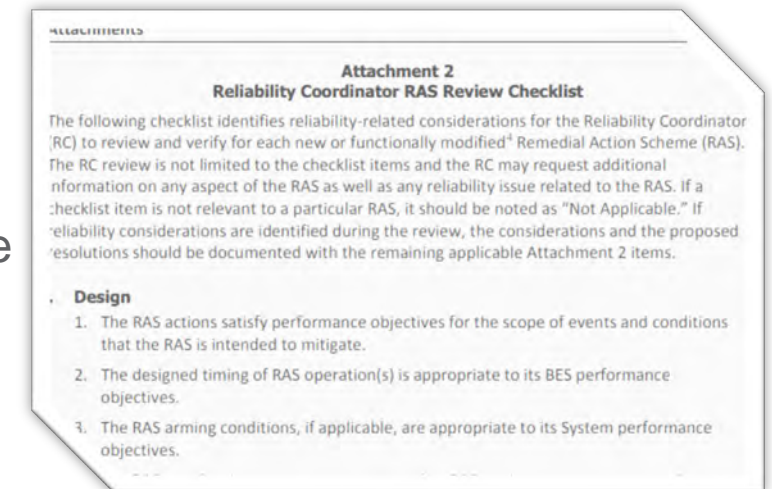 Attachments
Attachment 2
Reliability Coordinator RAS Review Checklist
The following checklist identifies reliability-related considerations for the Reliability Coordinator
(RC) to review and verify for each new or functionally modified⁴ Remedial Action Scheme (RAS).
The RC review is not limited to the checklist items and the RC may request additional
information on any aspect of the RAS as well as any reliability issue related to the RAS. If a
checklist item is not relevant to a particular RAS, it should be noted as “Not Applicable.” If
e reliability considerations are identified during the review, the considerations and the proposed
resolutions should be documented with the remaining applicable Attachment 2 items.
. Design
1. The RAS actions satisfy performance objectives for the scope of events and conditions
that the RAS is intended to mitigate.
2. The designed timing of RAS operation(s) is appropriate to its BES performance
objectives.
3. The RAS arming conditions, if applicable, are appropriate to its System performance
objectives.